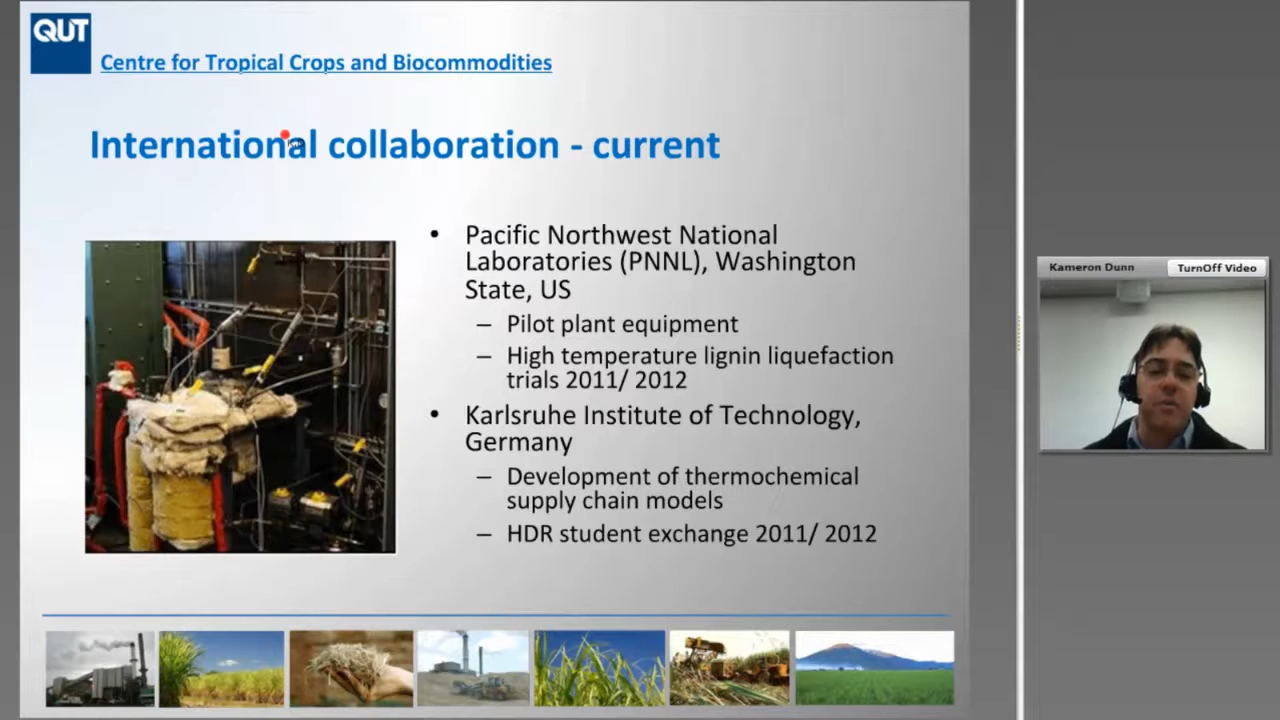 QUT
Centre for Tropical Crops and Biocommodities
International collaboration - current
• Pacific Northwest National
Laboratories (PNNL), Washington
State, US
– Pilot plant equipment
– High temperature lignin liquefaction
trials 2011/ 2012
• Karlsruhe Institute of Technology,
Germany
– Development of thermochemical
supply chain models
– HDR student exchange 2011/ 2012
Kameron Dunn
TurnOff Video